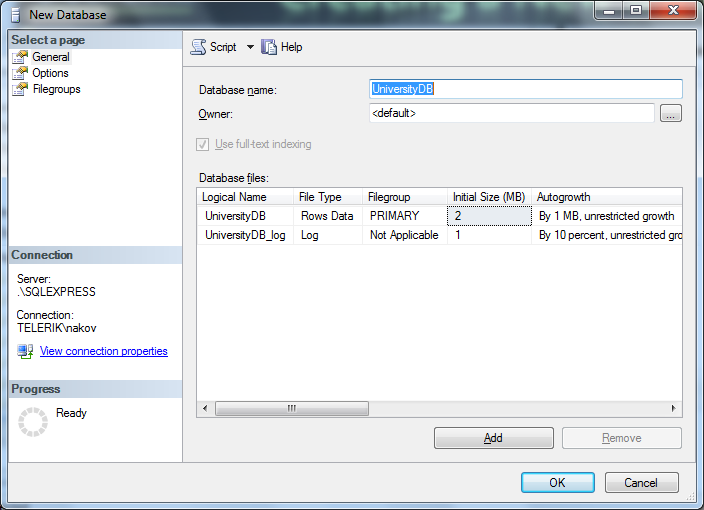 New Database
Select a page
General
Options
Filegroups
Script
Help
Database name:
UniversityDB
Owner:
<default>
...
Use full-text indexing
Database files:
Logical Name File Type Filegroup Initial Size (MB) Autogrowth
UniversityDB Rows Data PRIMARY 2 By 1 MB, unrestricted growth
UniversityDB_log Log Not Applicable 1 By 10 percent, unrestricted gro
Connection
Server:
.\SQLEXPRESS
Connection:
TELERIK\nakov
View connection properties
Progress
Ready
Add
Remove
OK
Cancel